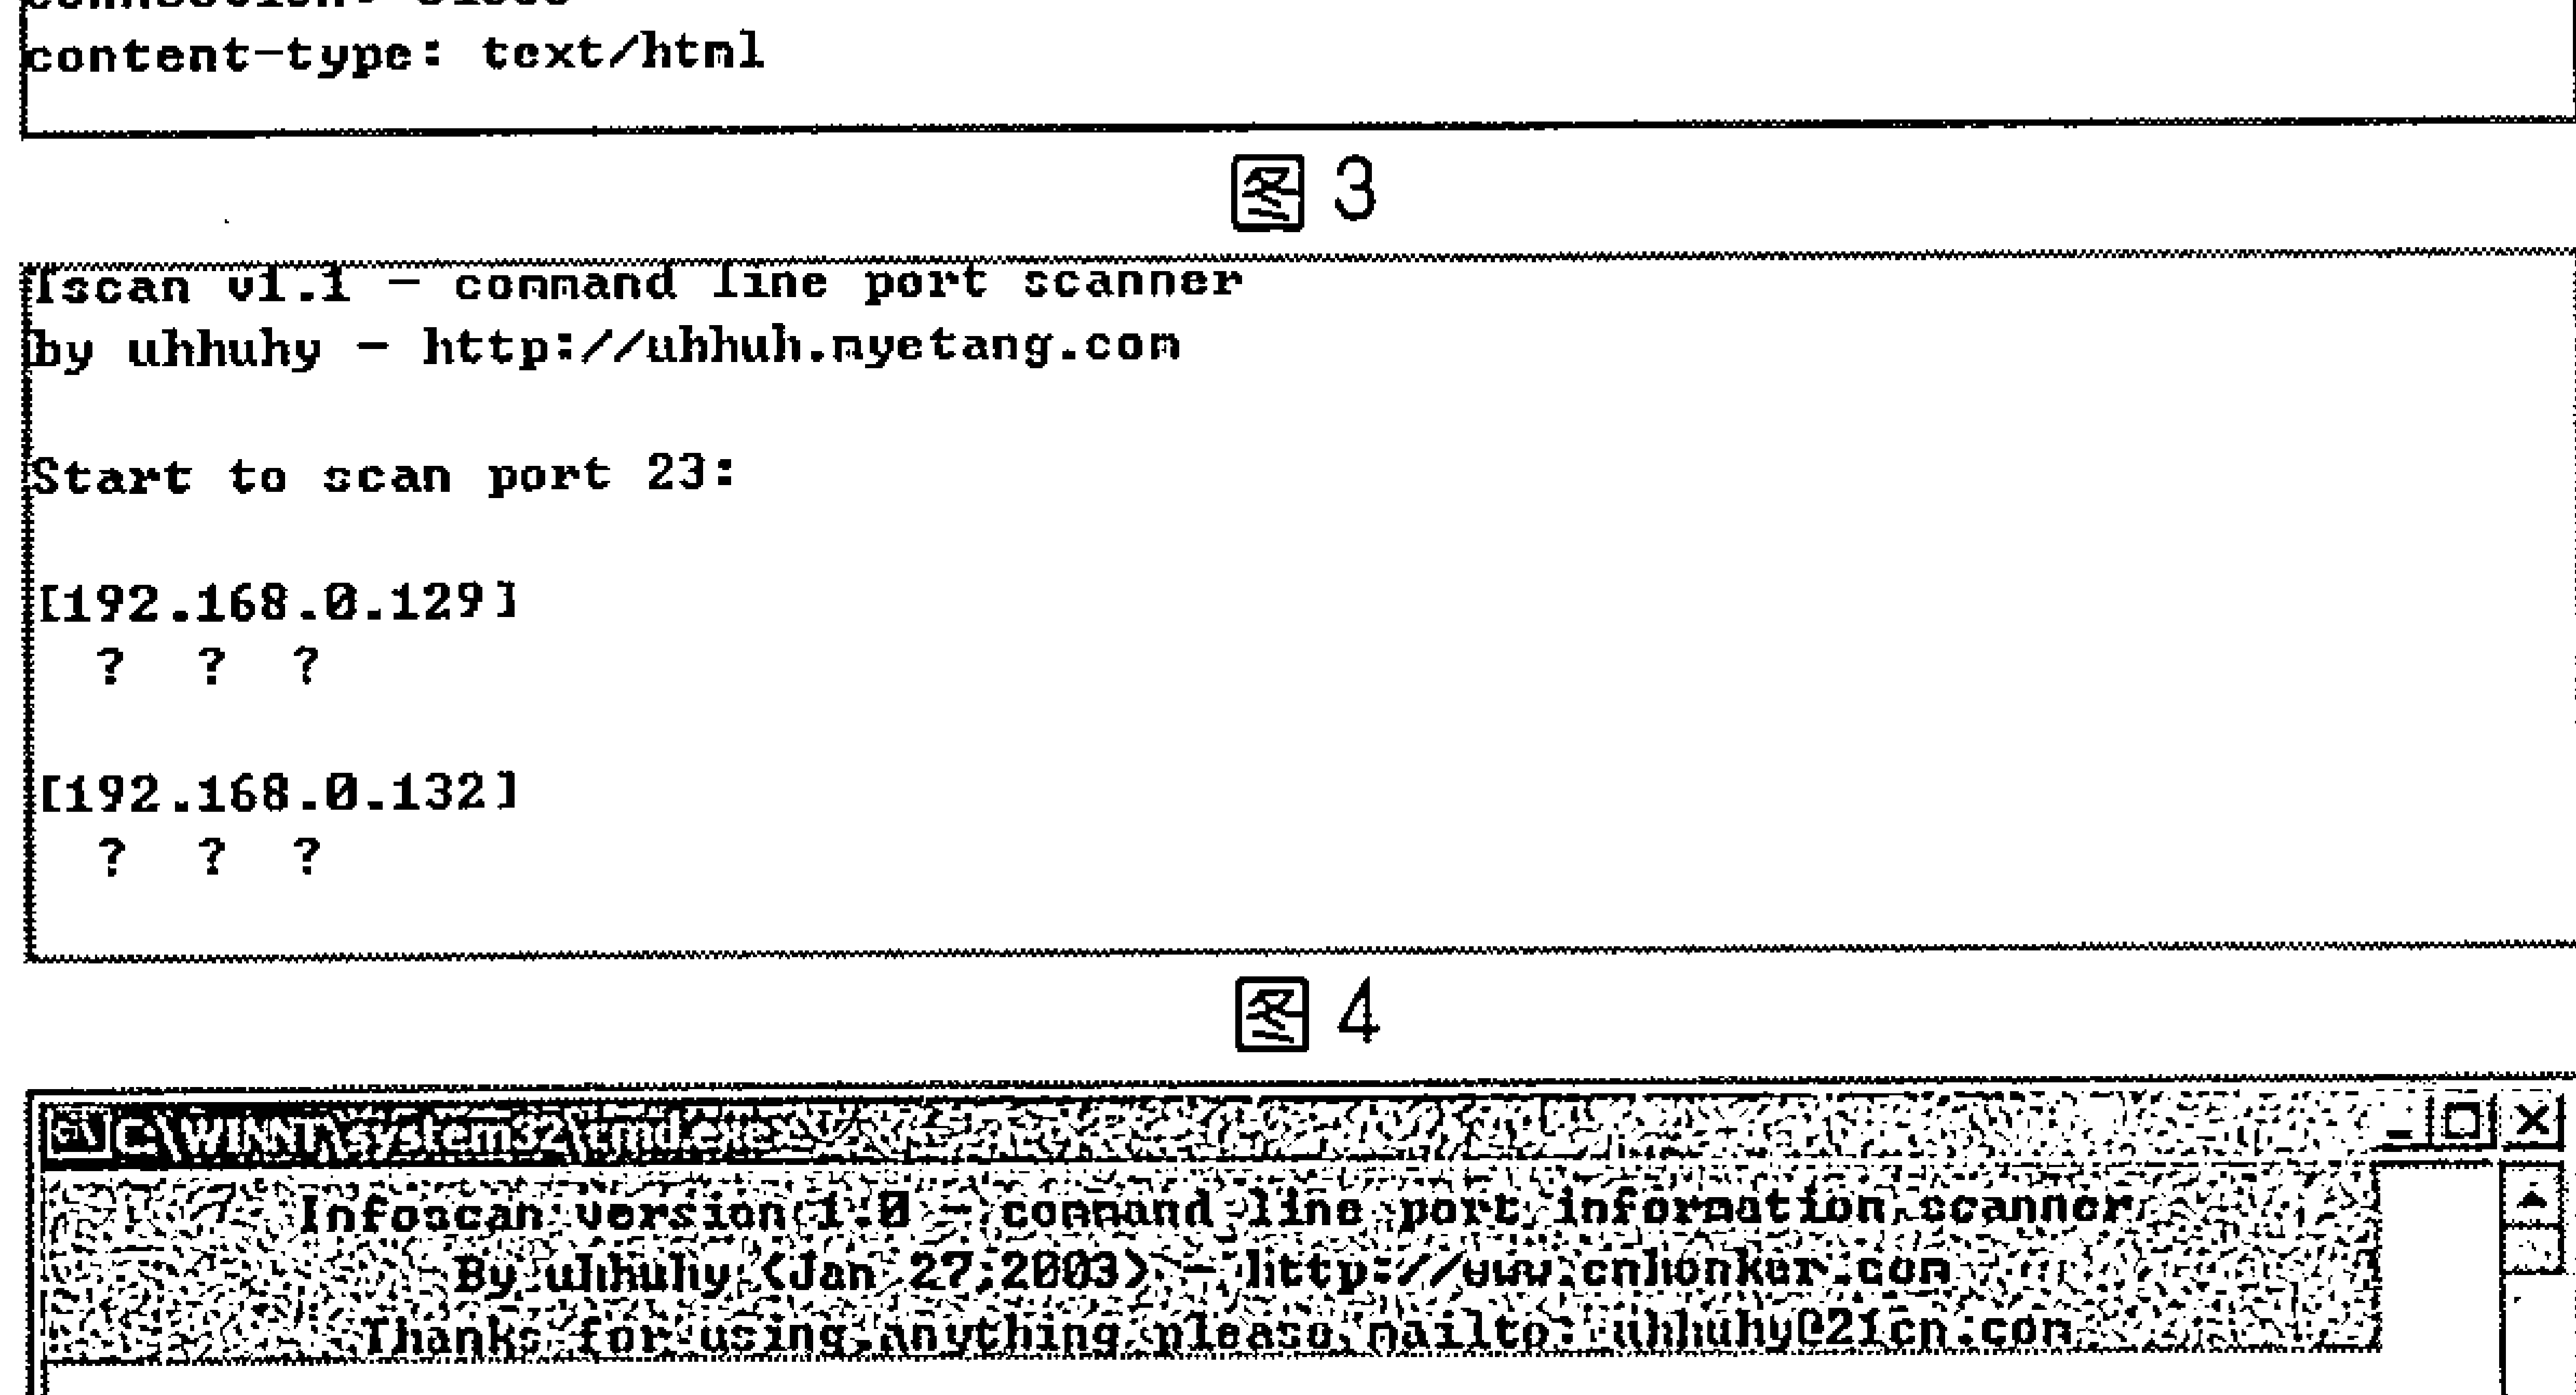 content-type: text/html
图 3
Iscan v1.1 - command line port scanner
by uhhuhy - http://uhhuh.myetang.com
Start to scan port 23:
[192.168.0.129]
? ? ?
[192.168.0.132]
? ? ?
图 4
C:\WINNT\system32\cmd.exe
Infoscan version 1.0 - command line port information scanner
By uhhuhy <Jan 27,2003> - http://www.cnhonker.com
Thanks for using,anything please mailto: uhhuhy@21cn.com